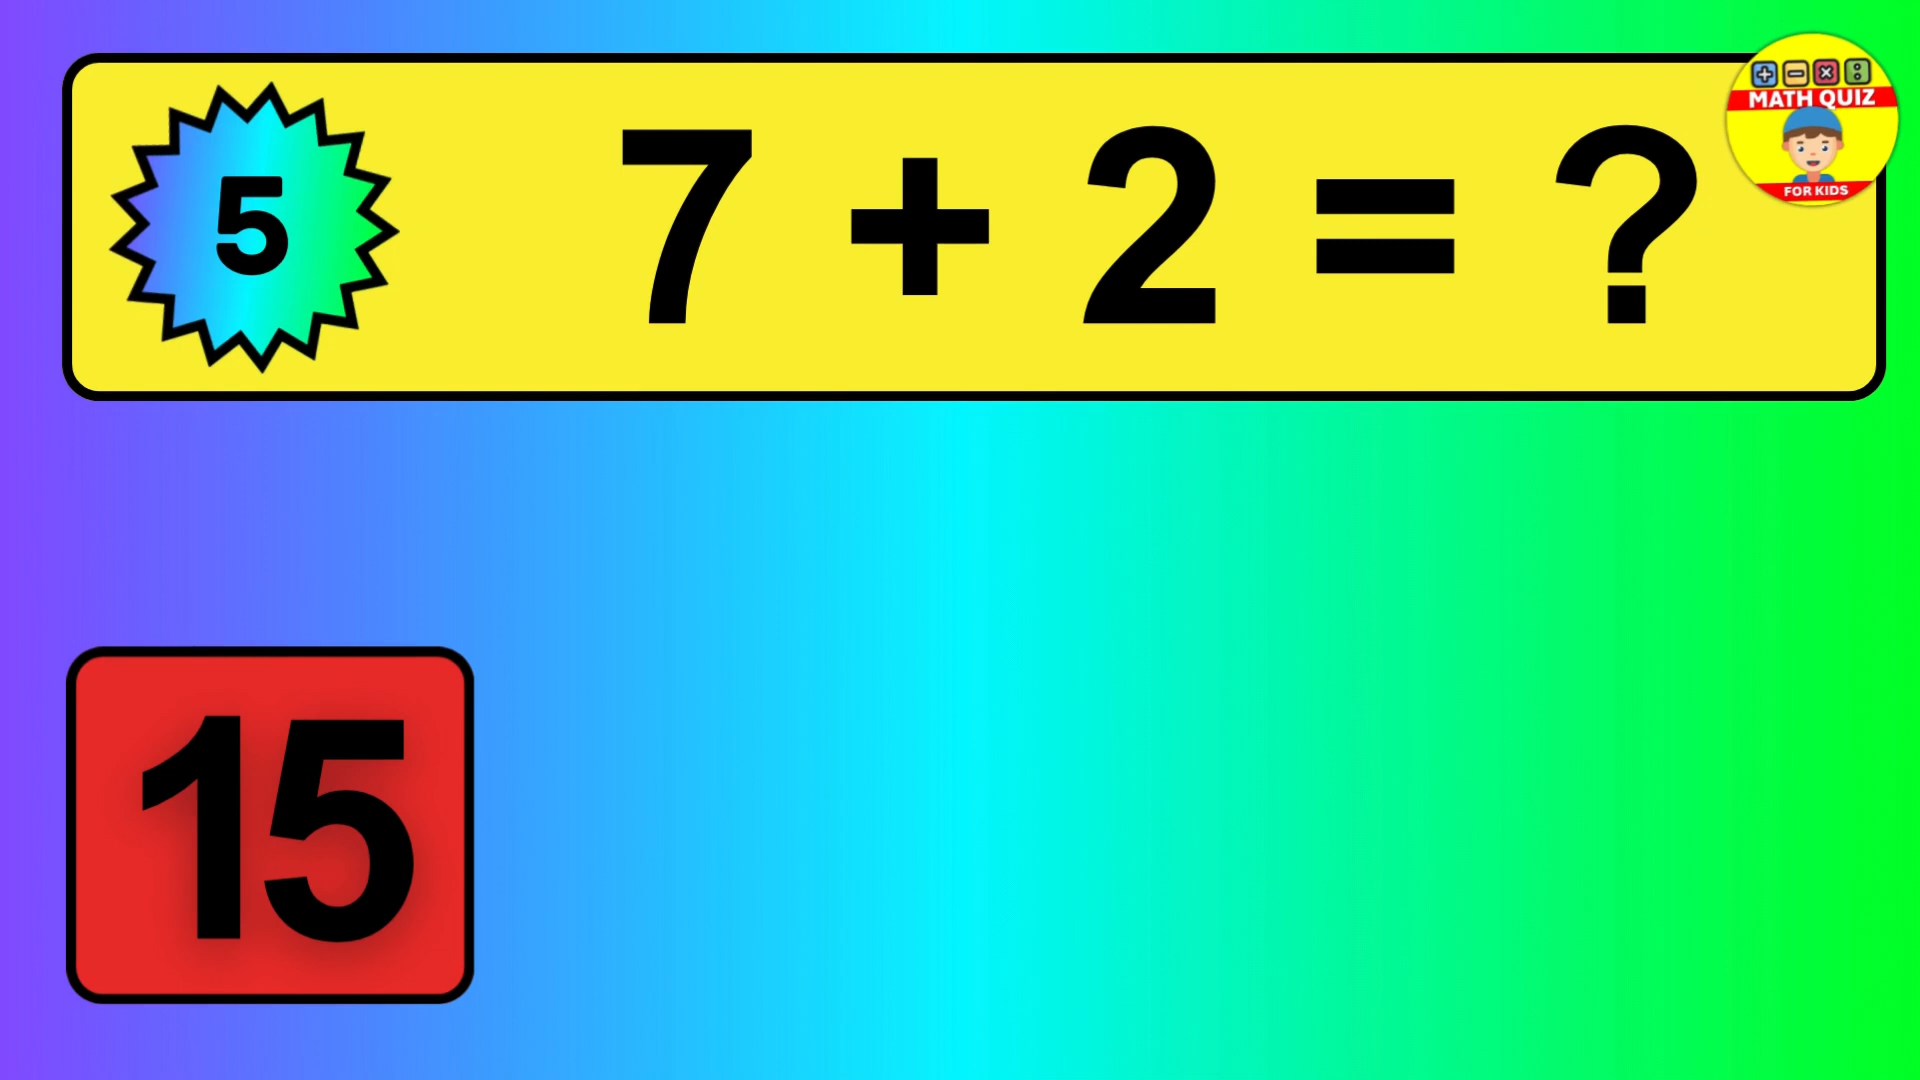 5
7 + 2 = ?
+ - × :
MATH QUIZ
FOR KIDS
15